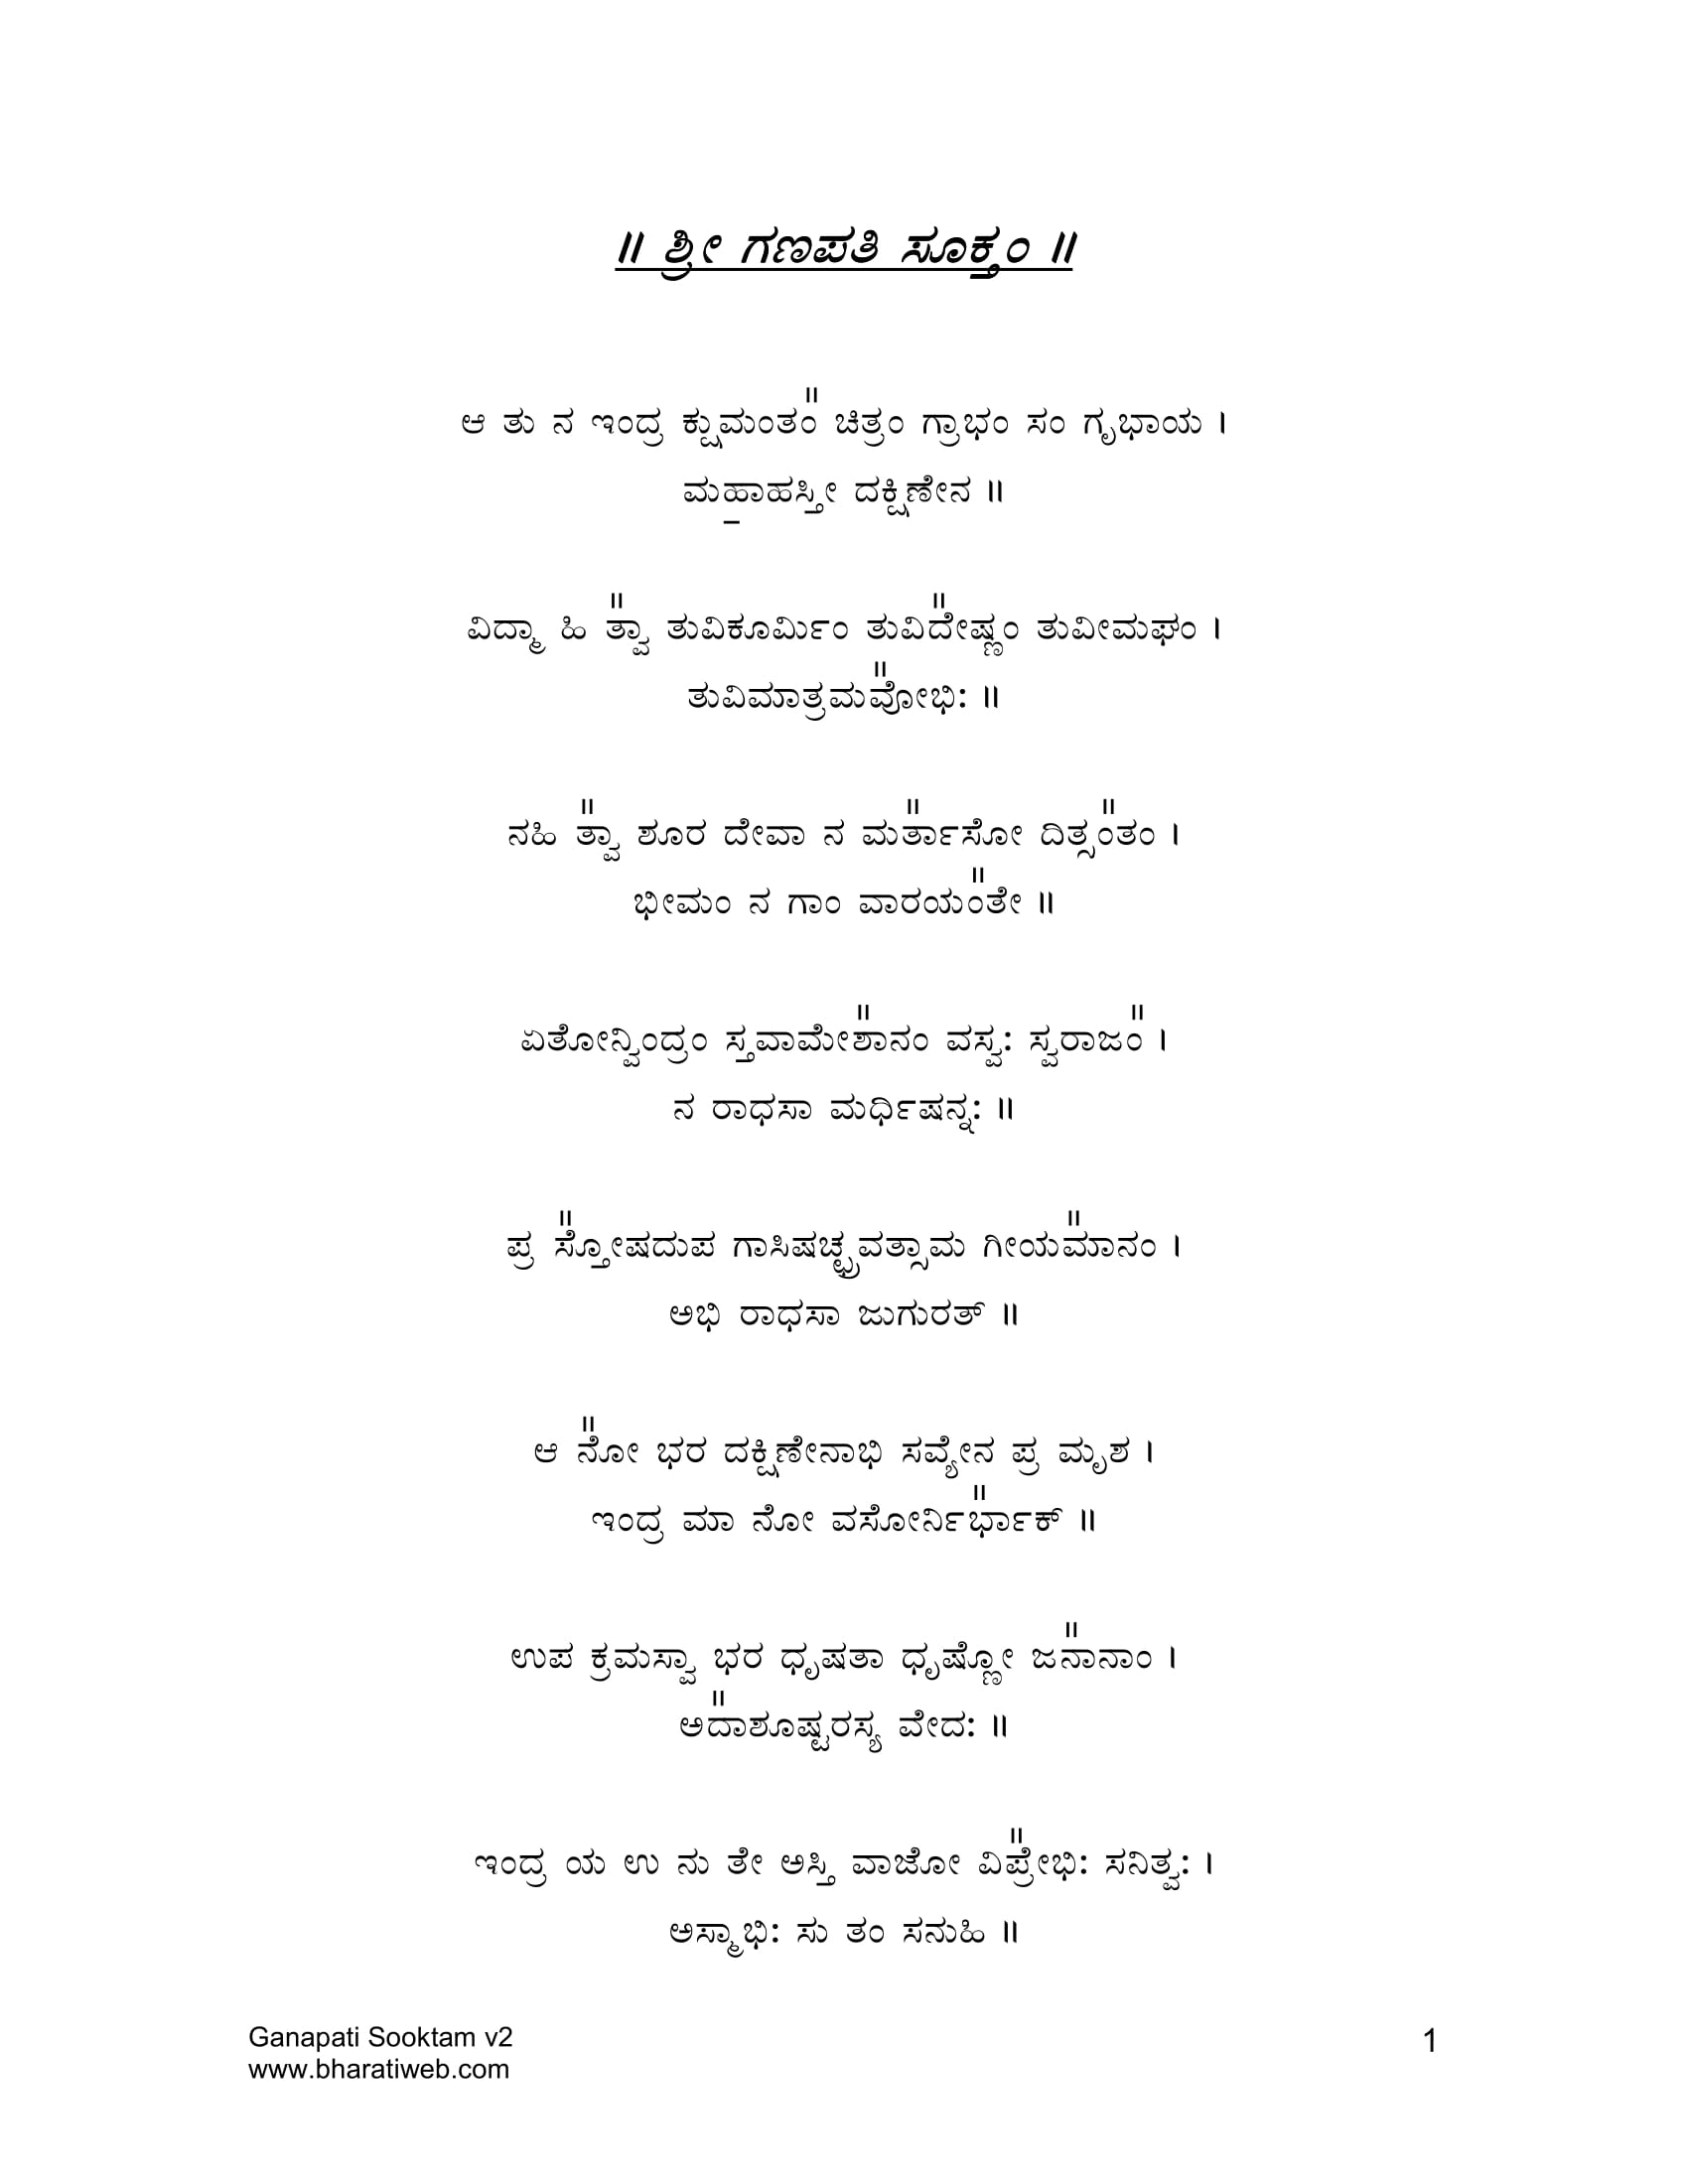 ॥ ಶ್ರೀ ಗಣಪತಿ ಸೂಕ್ತಂ ॥
ಆ ತು ನ ಇಂದ್ರ ಕ್ಷುಮಂತಂ᳚ ಚಿತ್ರಂ ಗ್ರಾಭಂ ಸಂ ಗೃಭಾಯ ।
ಮಹಾ॒ಹಸ್ತೀ ದಕ್ಷಿಣೇನ ॥
ವಿದ್ಮಾ ಹಿ ತ್ವಾ᳚ ತುವಿಕೂರ್ಮಿಂ ತುವಿದೇ᳚ಷ್ಣಂ ತುವೀಮಘಂ ।
ತುವಿಮಾತ್ರಮವೋ᳚ಭಿಃ ॥
ನಹಿ ತ್ವಾ᳚ ಶೂರ ದೇವಾ ನ ಮರ್ತಾ᳚ಸೋ ದಿತ್ಸಂ᳚ತಂ ।
ಭೀಮಂ ನ ಗಾಂ ವಾರಯಂ᳚ತೇ ॥
ಏತೋನ್ವಿಂದ್ರಂ ಸ್ತವಾಮೇಶಾ᳚ನಂ ವಸ್ವಃ ಸ್ವರಾಜಂ᳚ ।
ನ ರಾಧಸಾ ಮರ್ಧಿಷನ್ನಃ ॥
ಪ್ರ ಸ್ತೋ᳚ಷದುಪ ಗಾಸಿಷಚ್ಛ್ರವತ್ಸಾಮ ಗೀಯಮಾ᳚ನಂ ।
ಅಭಿ ರಾಧಸಾ ಜುಗುರತ್ ॥
ಆ ನೋ᳚ ಭರ ದಕ್ಷಿಣೇನಾಭಿ ಸವ್ಯೇನ ಪ್ರ ಮೃಶ ।
ಇಂದ್ರ ಮಾ ನೋ ವಸೋರ್ನಿರ್ಭಾ᳚ಕ್ ॥
ಉಪ ಕ್ರಮಸ್ವಾ ಭರ ಧೃಷತಾ ಧೃಷ್ಣೋ ಜನಾ᳚ನಾಂ ।
ಅದಾ᳚ಶೂಷ್ಟರಸ್ಯ ವೇದಃ ॥
ಇಂದ್ರ ಯ ಉ ನು ತೇ ಅಸ್ತಿ ವಾಜೋ ವಿಪ್ರೇ᳚ಭಿಃ ಸನಿತ್ವಃ ।
ಅಸ್ಮಾಭಿಃ ಸು ತಂ ಸನುಹಿ ॥
Ganapati Sooktam v2 1
www.bharatiweb.com